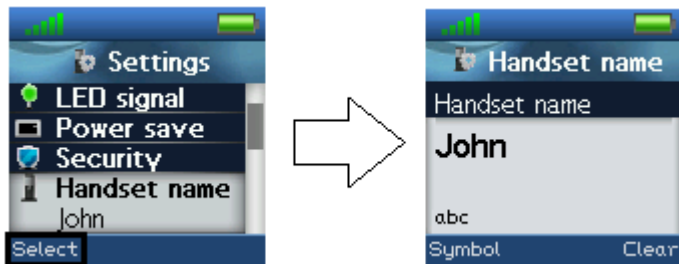 Settings
LED signal
Power save
Security
Handset name
John
Select
Handset name
Handset name
John
abc
Symbol Clear